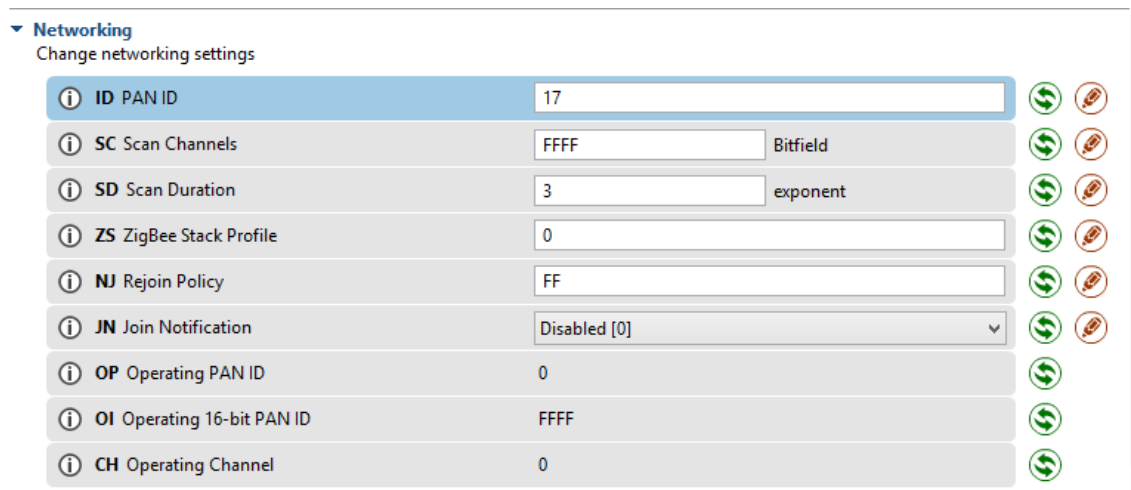 Networking
Change networking settings
ID PAN ID 17
SC Scan Channels FFFF Bitfield
SD Scan Duration 3 exponent
ZS ZigBee Stack Profile 0
NJ Rejoin Policy FF
JN Join Notification Disabled [0]
OP Operating PAN ID 0
OI Operating 16-bit PAN ID FFFF
CH Operating Channel 0